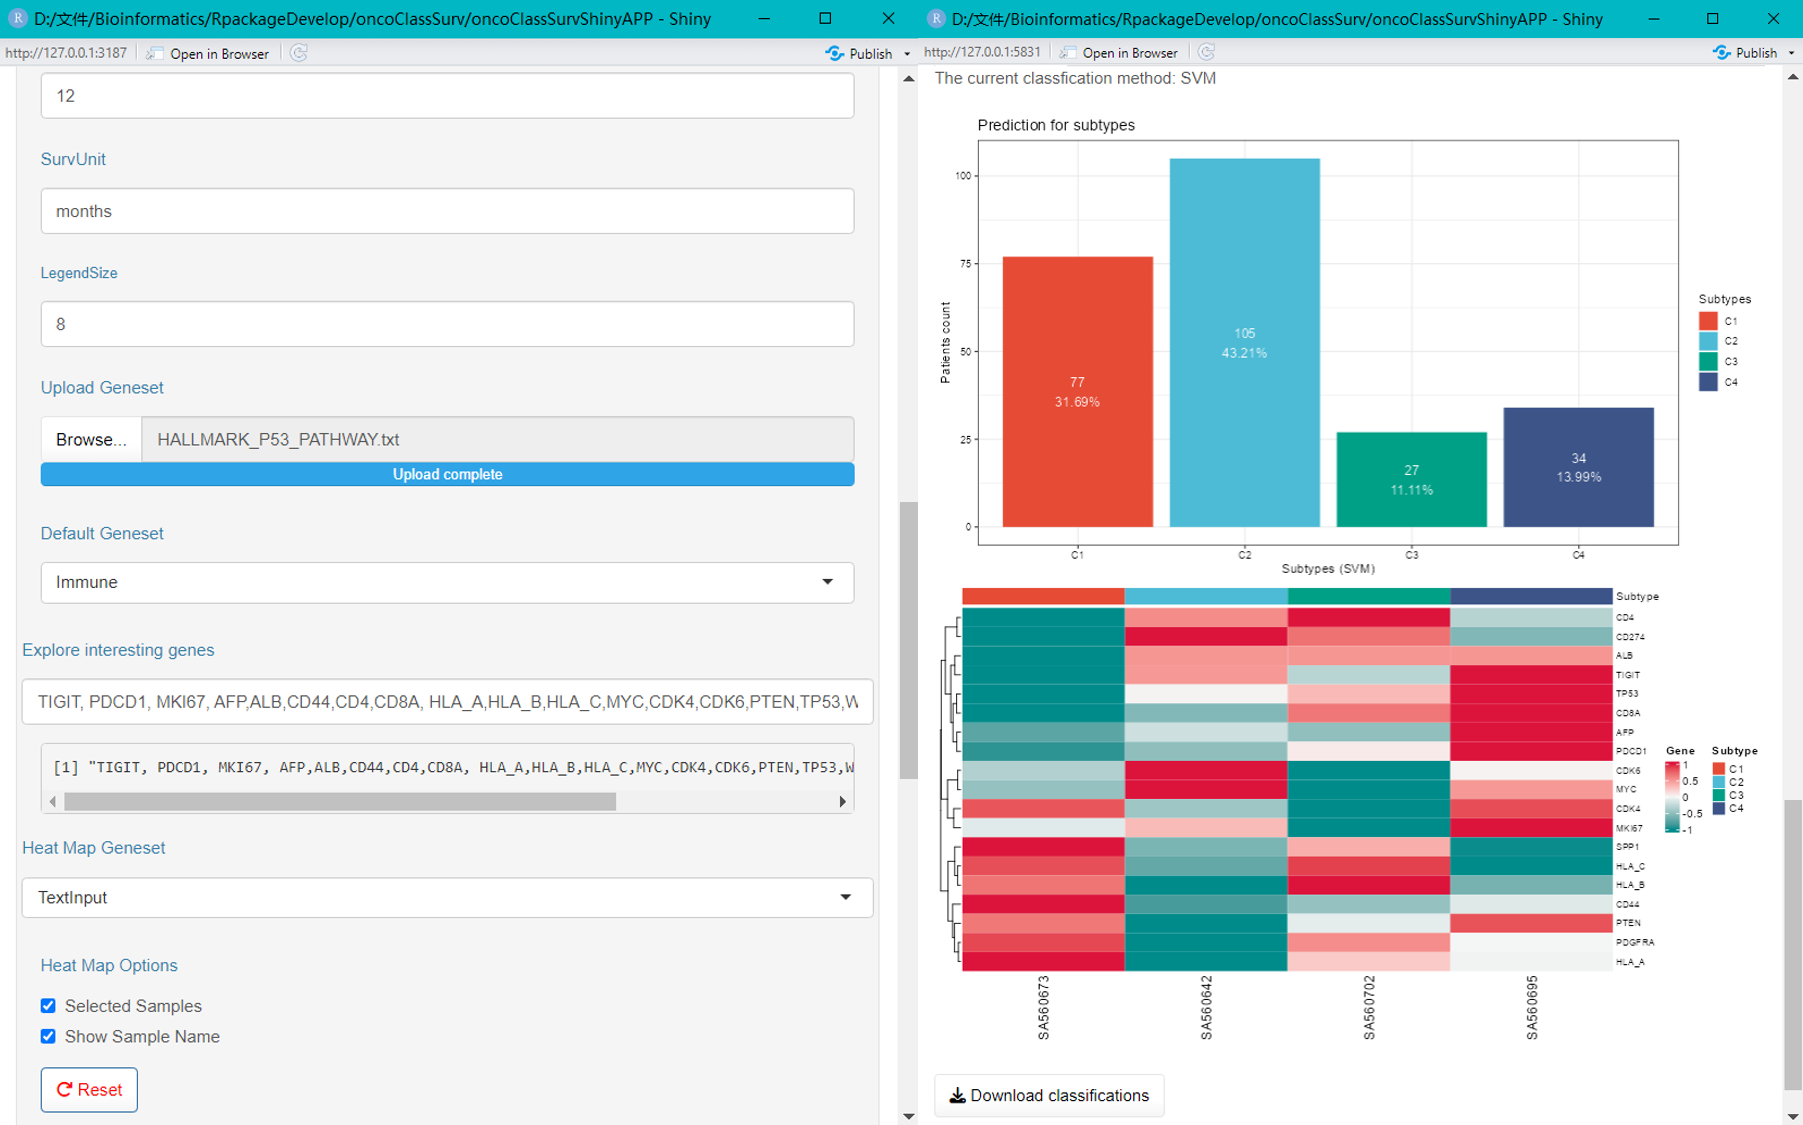 D:/文件/Bioinformatics/RpackageDevelop/oncoClassSurv/oncoClassSurvShinyAPP - Shiny
http://127.0.0.1:3187 Open in Browser Publish
12
SurvUnit
months
LegendSize
8
Upload Geneset
Browse... HALLMARK_P53_PATHWAY.txt
Upload complete
Default Geneset
Immune
Explore interesting genes
TIGIT, PDCD1, MKI67, AFP,ALB,CD44,CD4,CD8A, HLA_A,HLA_B,HLA_C,MYC,CDK4,CDK6,PTEN,TP53,W
[1] "TIGIT, PDCD1, MKI67, AFP,ALB,CD44,CD4,CD8A, HLA_A,HLA_B,HLA_C,MYC,CDK4,CDK6,PTEN,TP53,W
Heat Map Geneset
TextInput
Heat Map Options
Selected Samples
Show Sample Name
Reset
D:/文件/Bioinformatics/RpackageDevelop/oncoClassSurv/oncoClassSurvShinyAPP - Shiny
http://127.0.0.1:5831 Open in Browser Publish
The current classfication method: SVM
Prediction for subtypes
Patients count
100
75
50
25
0
77
31.69%
105
43.21%
27
11.11%
34
13.99%
C1 C2 C3 C4
Subtypes (SVM)
Subtypes
C1
C2
C3
C4
Subtype
CD4
CD274
ALB
TIGIT
TP53
CD8A
AFP
PDCD1
CDK6
MYC
CDK4
MKI67
SPP1
HLA_C
HLA_B
CD44
PTEN
PDGFRA
HLA_A
Gene
1
0.5
0
-0.5
-1
Subtype
C1
C2
C3
C4
SA560673
SA560642
SA560702
SA560695
Download classifications